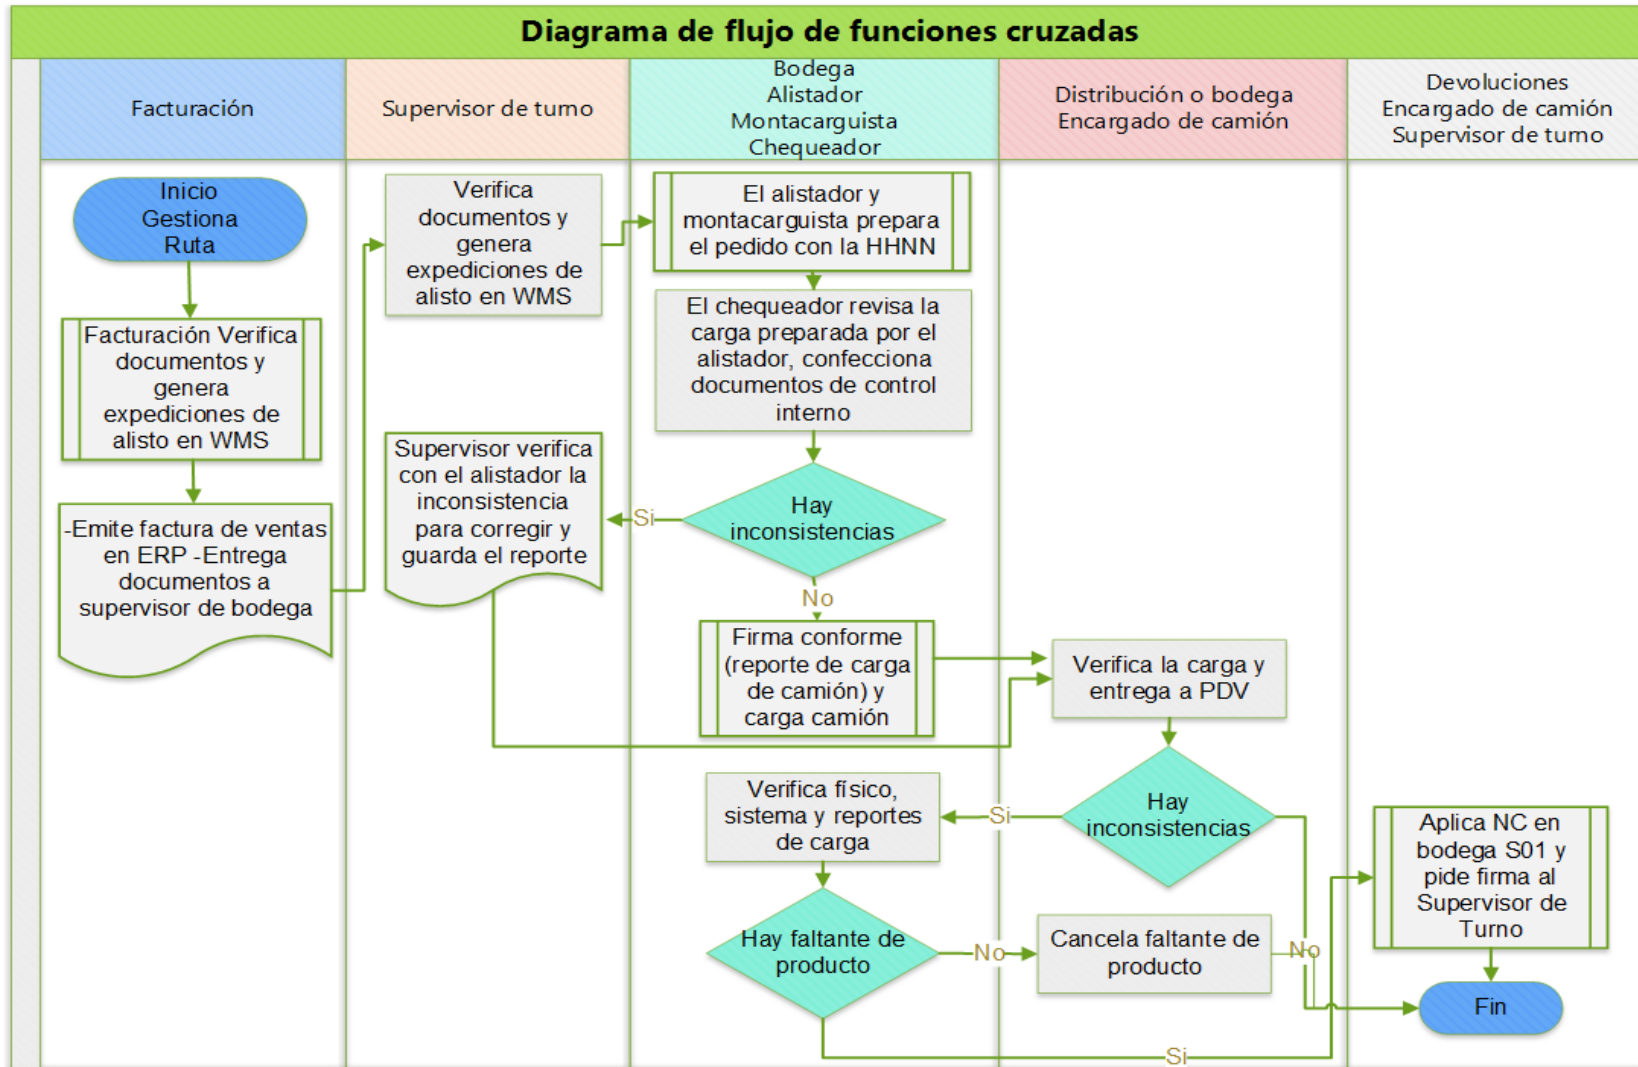 Diagrama de flujo de funciones cruzadas
Facturación
Supervisor de turno
Bodega
Alistador
Montacarguista
Chequeador
Distribución o bodega
Encargado de camión
Devoluciones
Encargado de camión
Supervisor de turno
Inicio
Gestiona
Ruta
Facturación Verifica
documentos y
genera
expediciones de
alisto en WMS
-Emite factura de ventas
en ERP -Entrega
documentos a
supervisor de bodega
Verifica
documentos y
genera
expediciones de
alisto en WMS
Supervisor verifica
con el alistador la
inconsistencia
para corregir y
guarda el reporte
El alistador y
montacarguista prepara
el pedido con la HHNN
El chequeador revisa la
carga preparada por el
alistador, confecciona
documentos de control
interno
Hay
inconsistencias
Si
No
Firma conforme
(reporte de carga
de camión) y
carga camión
Verifica la carga y
entrega a PDV
Hay
inconsistencias
Si
No
Verifica físico,
sistema y reportes
de carga
Hay faltante de
producto
No
Si
Cancela faltante de
producto
Aplica NC en
bodega S01 y
pide firma al
Supervisor de
Turno
Fin